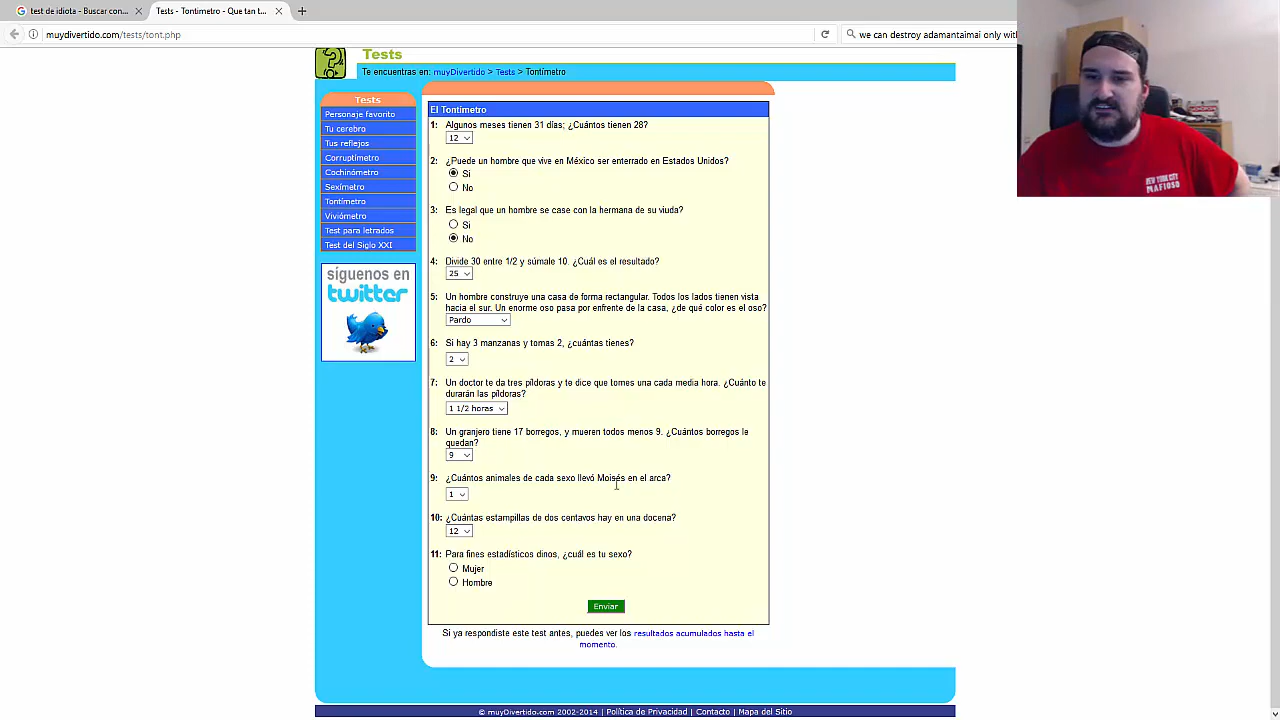 test de idiota - Buscar con...
Tests - Tontímetro - Que tan t...
muydivertido.com/tests/tont.php
we can destroy adamantaimai only with
Tests
Te encuentras en: muyDivertido > Tests > Tontímetro
Tests
Personaje favorito
Tu cerebro
Tus reflejos
Corruptímetro
Cochinómetro
Sexímetro
Tontímetro
Viviómetro
Test para letrados
Test del Siglo XXI
síguenos en
twitter
El Tontímetro
1: Algunos meses tienen 31 días; ¿Cuántos tienen 28?
12
2: ¿Puede un hombre que vive en México ser enterrado en Estados Unidos?
Si
No
3: Es legal que un hombre se case con la hermana de su viuda?
Si
No
4: Divide 30 entre 1/2 y súmale 10. ¿Cuál es el resultado?
25
5: Un hombre construye una casa de forma rectangular. Todos los lados tienen vista
hacia el sur. Un enorme oso pasa por enfrente de la casa, ¿de qué color es el oso?
Pardo
6: Si hay 3 manzanas y tomas 2, ¿cuántas tienes?
2
7: Un doctor te da tres píldoras y te dice que tomes una cada media hora. ¿Cuánto te
durarán las píldoras?
1 1/2 horas
8: Un granjero tiene 17 borregos, y mueren todos menos 9. ¿Cuántos borregos le
quedan?
9
9: ¿Cuántos animales de cada sexo llevó Moisés en el arca?
1
10: ¿Cuántas estampillas de dos centavos hay en una docena?
12
11: Para fines estadísticos dinos, ¿cuál es tu sexo?
Mujer
Hombre
Enviar
Si ya respondiste este test antes, puedes ver los resultados acumulados hasta el
momento.
© muyDivertido.com 2002-2014 | Política de Privacidad | Contacto | Mapa del Sitio
NEW YORK CITY
MAFIOSO